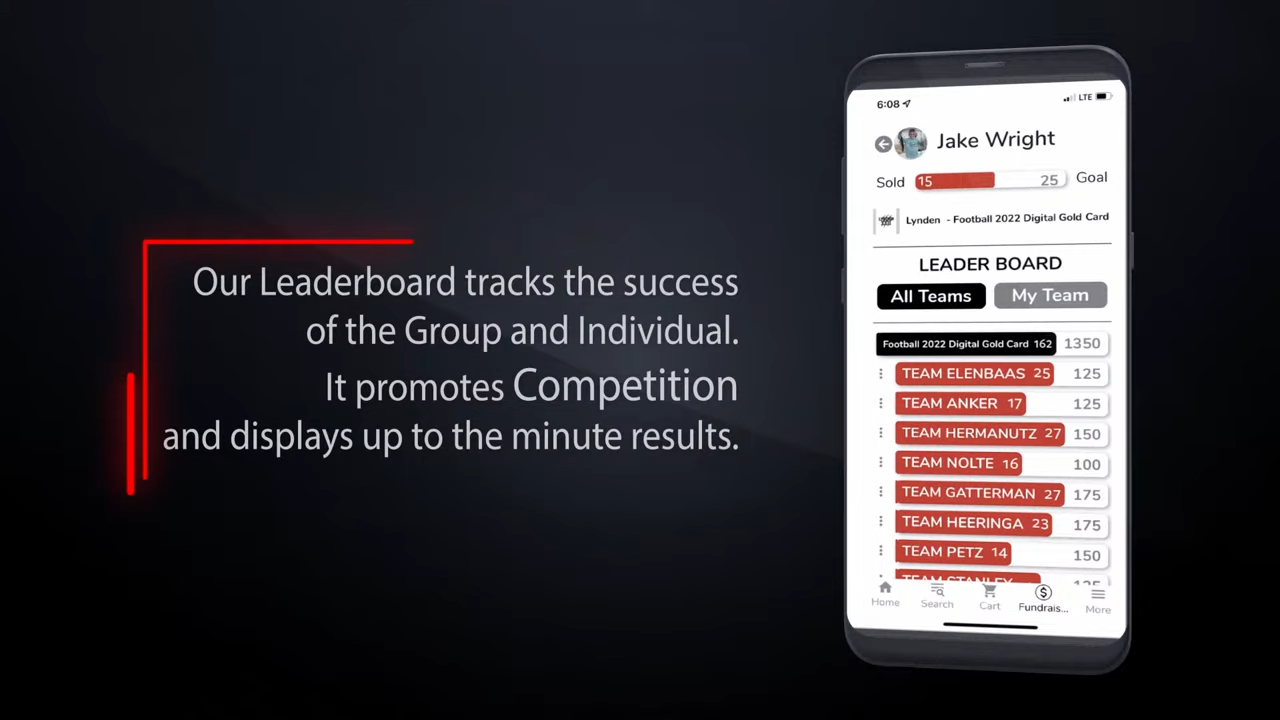 Our Leaderboard tracks the success
of the Group and Individual.
It promotes Competition
and displays up to the minute results.
6:08
LTE
Jake Wright
Sold 15 25 Goal
Lynden - Football 2022 Digital Gold Card
LEADER BOARD
All Teams My Team
Football 2022 Digital Gold Card 162 1350
TEAM ELENBAAS 25 125
TEAM ANKER 17 125
TEAM HERMANUTZ 27 150
TEAM NOLTE 16 100
TEAM GATTERMAN 27 175
TEAM HEERINGA 23 175
TEAM PETZ 14 150
TEAM STANLEY
Home Search Cart Fundrais... More